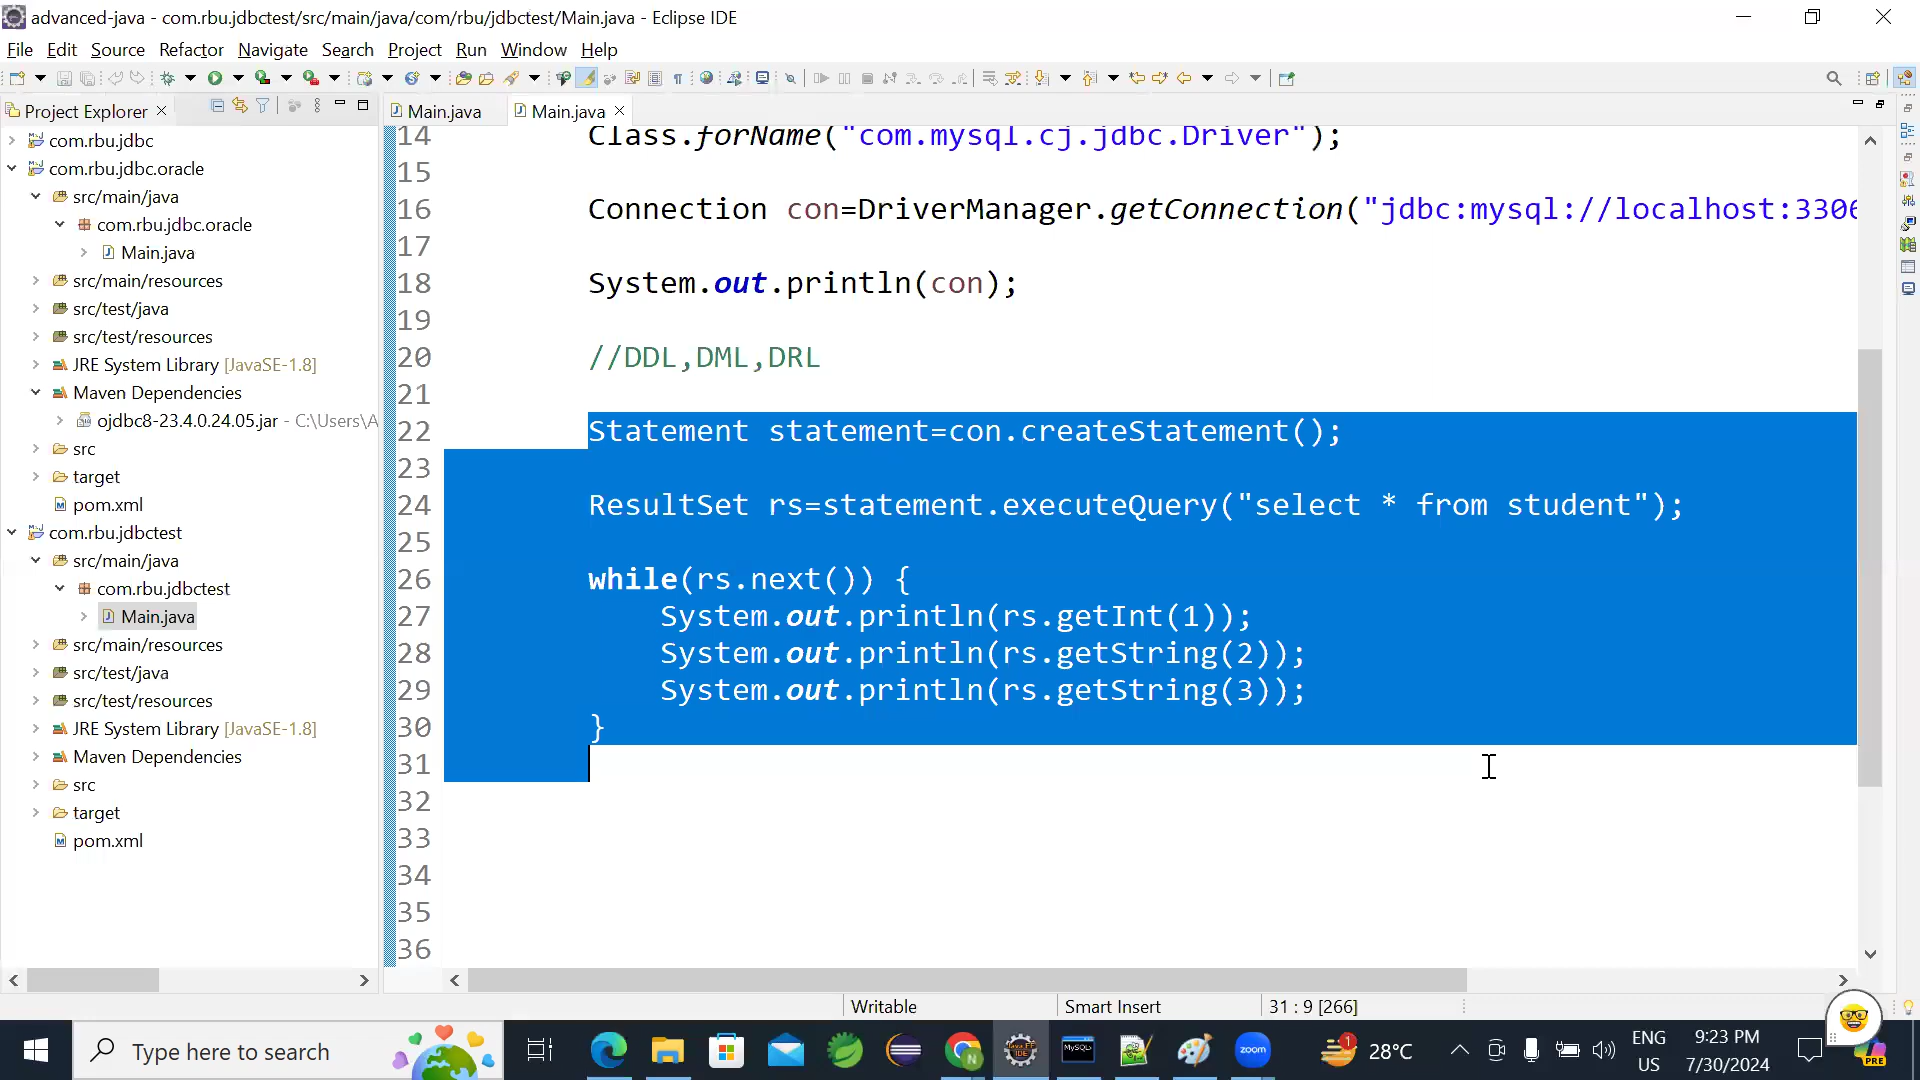 advanced-java - com.rbu.jdbctest/src/main/java/com/rbu/jdbctest/Main.java - Eclipse IDE
File Edit Source Refactor Navigate Search Project Run Window Help
Project Explorer
com.rbu.jdbc
com.rbu.jdbc.oracle
src/main/java
com.rbu.jdbc.oracle
Main.java
src/main/resources
src/test/java
src/test/resources
JRE System Library [JavaSE-1.8]
Maven Dependencies
ojdbc8-23.4.0.24.05.jar - C:\Users\A
src
target
pom.xml
com.rbu.jdbctest
src/main/java
com.rbu.jdbctest
Main.java
src/main/resources
src/test/java
src/test/resources
JRE System Library [JavaSE-1.8]
Maven Dependencies
src
target
pom.xml
Main.java Main.java
14 Class.forName("com.mysql.cj.jdbc.Driver");
15
16 Connection con=DriverManager.getConnection("jdbc:mysql://localhost:3306
17
18 System.out.println(con);
19
20 //DDL,DML,DRL
21
22 Statement statement=con.createStatement();
23
24 ResultSet rs=statement.executeQuery("select * from student");
25
26 while(rs.next()) {
27 System.out.println(rs.getInt(1));
28 System.out.println(rs.getString(2));
29 System.out.println(rs.getString(3));
30 }
31
32
33
34
35
36
Writable Smart Insert 31 : 9 [266]
Type here to search
MySQL
zoom
1 28°C
ENG
US
9:23 PM
7/30/2024
PRE